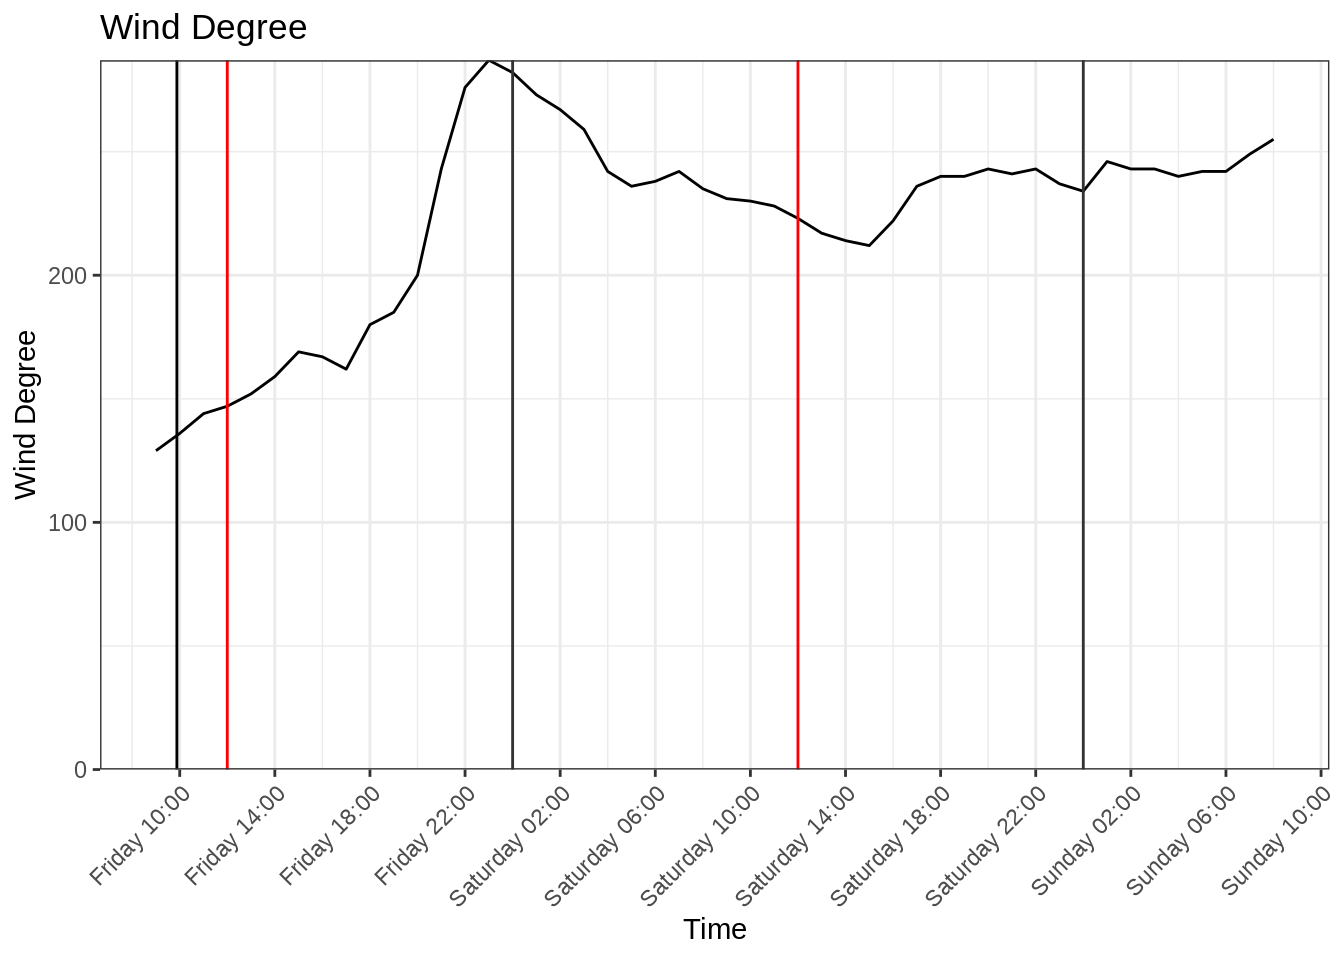 Wind Degree
Wind Degree
200
100
0
Friday 10:00
Friday 14:00
Friday 18:00
Friday 22:00
Saturday 02:00
Saturday 06:00
Saturday 10:00
Saturday 14:00
Saturday 18:00
Saturday 22:00
Sunday 02:00
Sunday 06:00
Sunday 10:00
Time